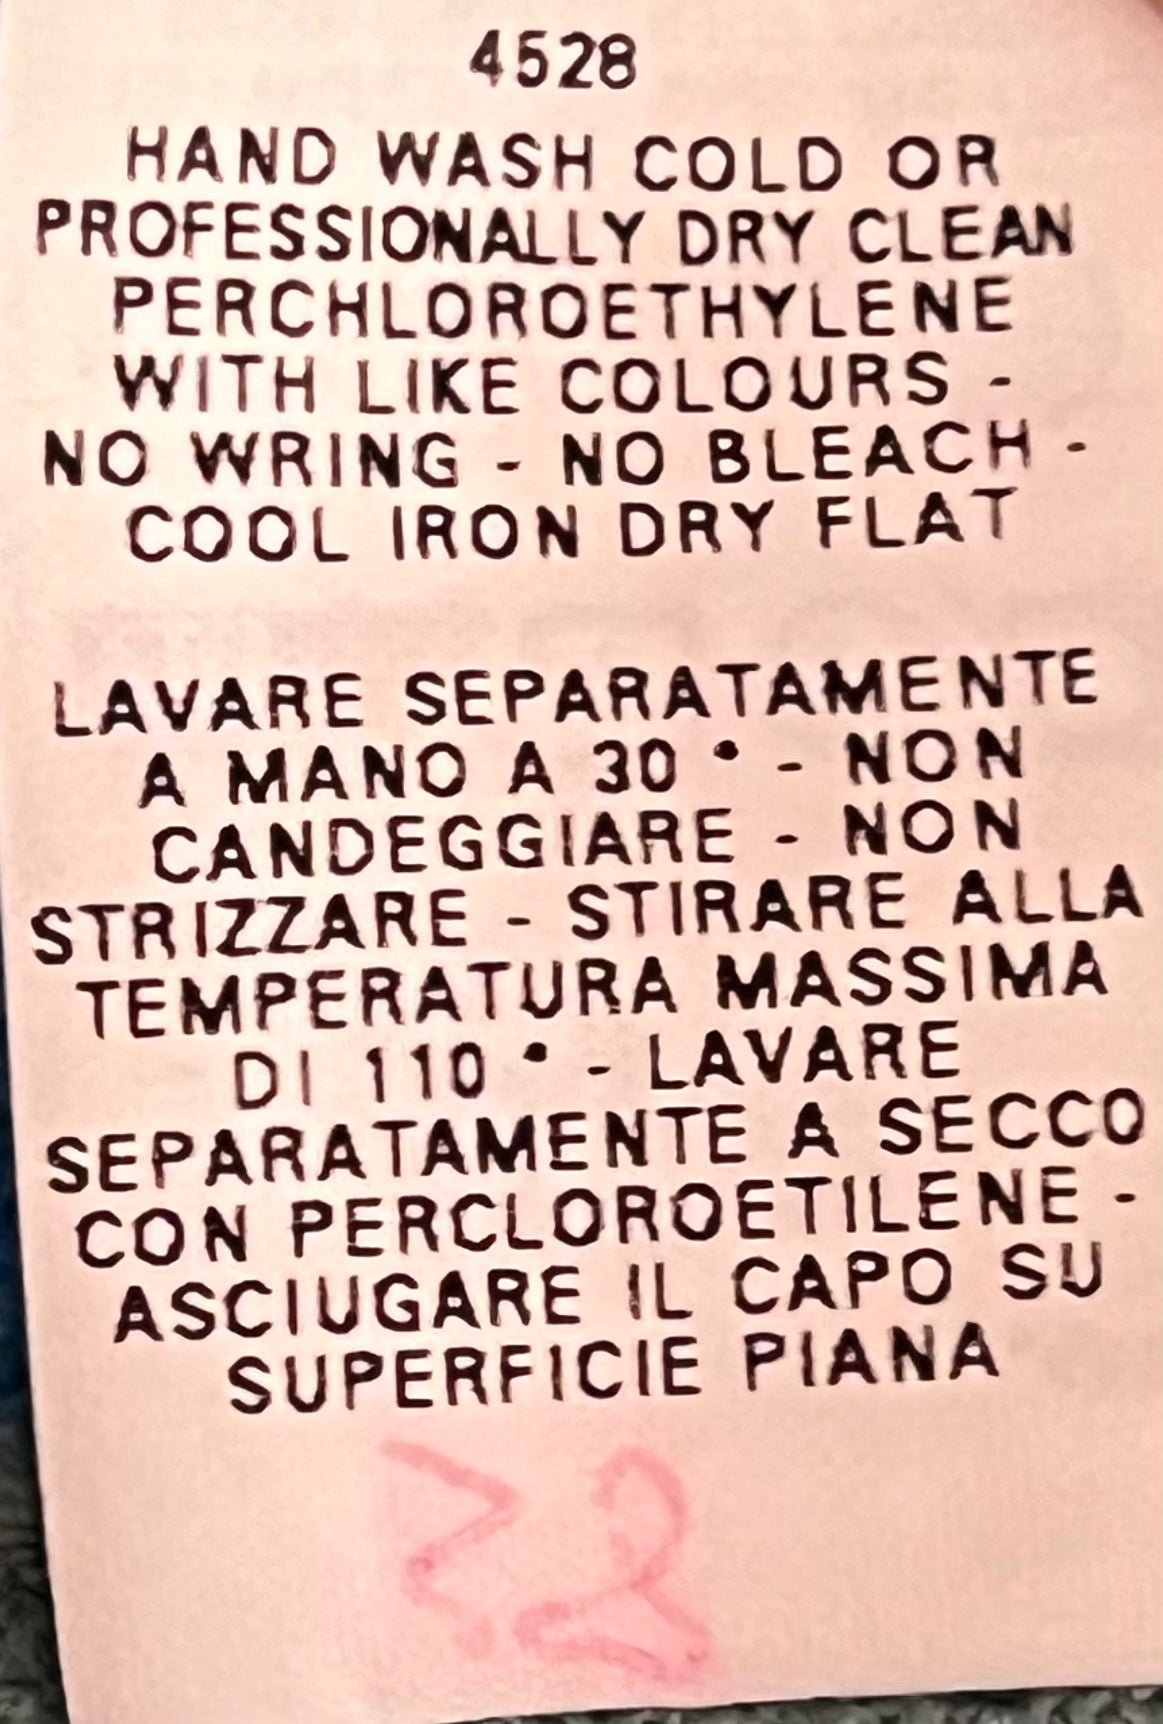 4528
HAND WASH COLD OR
PROFESSIONALLY DRY CLEAN
PERCHLOROETHYLENE
WITH LIKE COLOURS -
NO WRING - NO BLEACH -
COOL IRON DRY FLAT
LAVARE SEPARATAMENTE
A MANO A 30 ° - NON
CANDEGGIARE - NON
STRIZZARE - STIRARE ALLA
TEMPERATURA MASSIMA
DI 110 ° - LAVARE
SEPARATAMENTE A SECCO
CON PERCLOROETILENE -
ASCIUGARE IL CAPO SU
SUPERFICIE PIANA